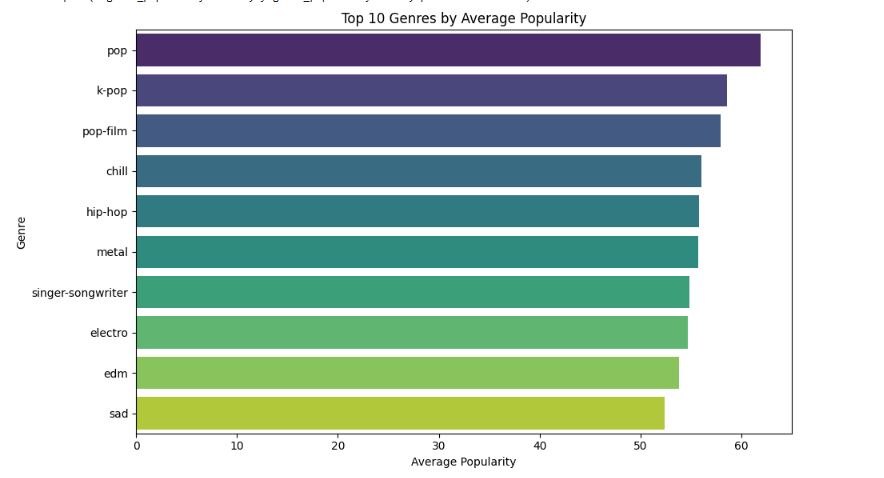 Top 10 Genres by Average Popularity
pop
k-pop
pop-film
chill
hip-hop
metal
singer-songwriter
electro
edm
sad
Genre
0 10 20 30 40 50 60
Average Popularity